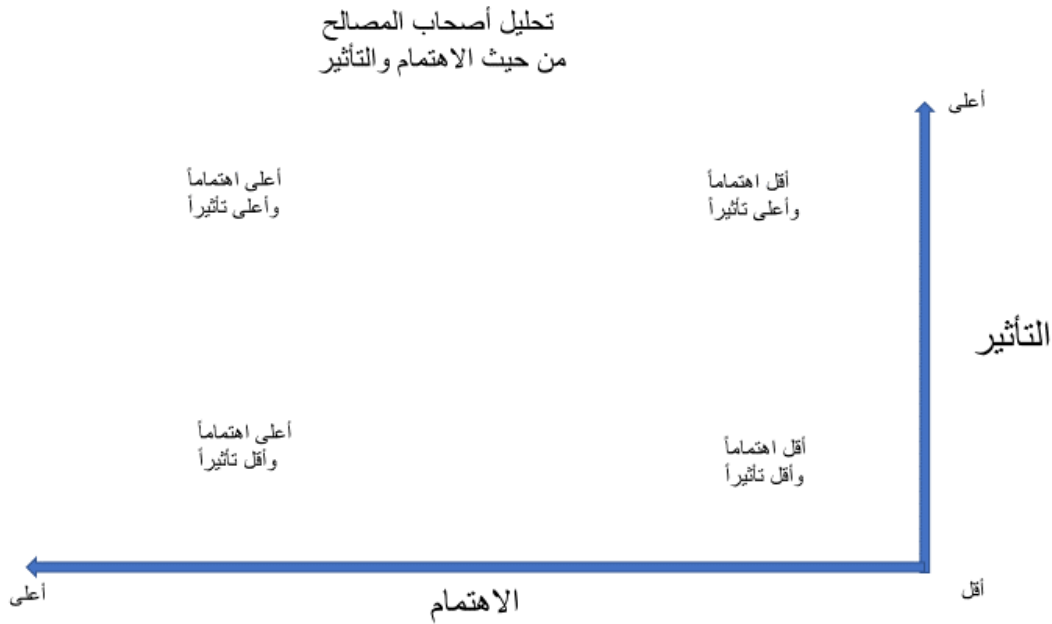 تحليل أصحاب المصالح
من حيث الاهتمام والتأثير
أعلى
أقل اهتماماً
وأعلى تأثيراً
أعلى اهتماماً
وأعلى تأثيراً
التأثير
أقل اهتماماً
وأقل تأثيراً
أعلى اهتماماً
وأقل تأثيراً
أقل
الاهتمام
أعلى